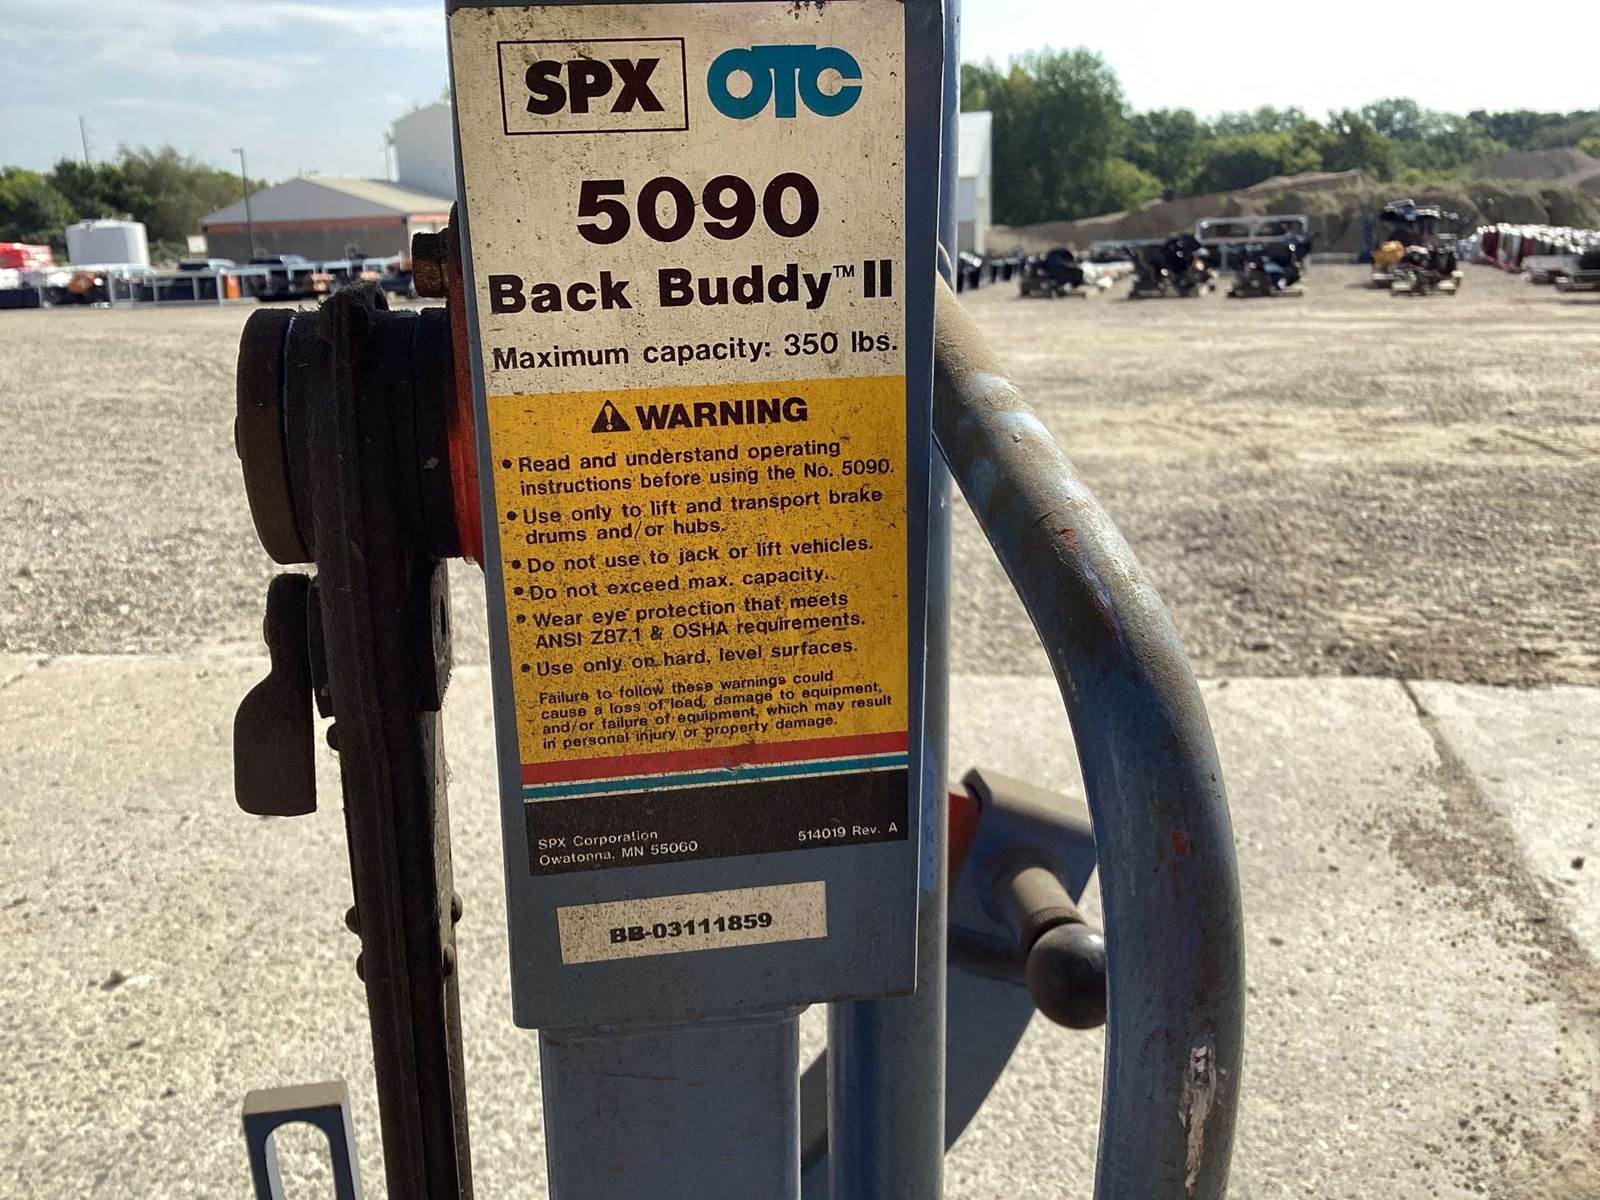 SPX OTC
5090
Back Buddy™ II
Maximum capacity: 350 lbs.
⚠ WARNING
• Read and understand operating
instructions before using the No. 5090.
• Use only to lift and transport brake
drums and/or hubs.
• Do not use to jack or lift vehicles.
• Do not exceed max. capacity.
• Wear eye protection that meets
ANSI Z87.1 & OSHA requirements.
• Use only on hard, level surfaces.
Failure to follow these warnings could
cause a loss of load, damage to equipment,
and/or failure of equipment, which may result
in personal injury or property damage.
SPX Corporation
Owatonna, MN 55060
514019 Rev. A
BB-03111859